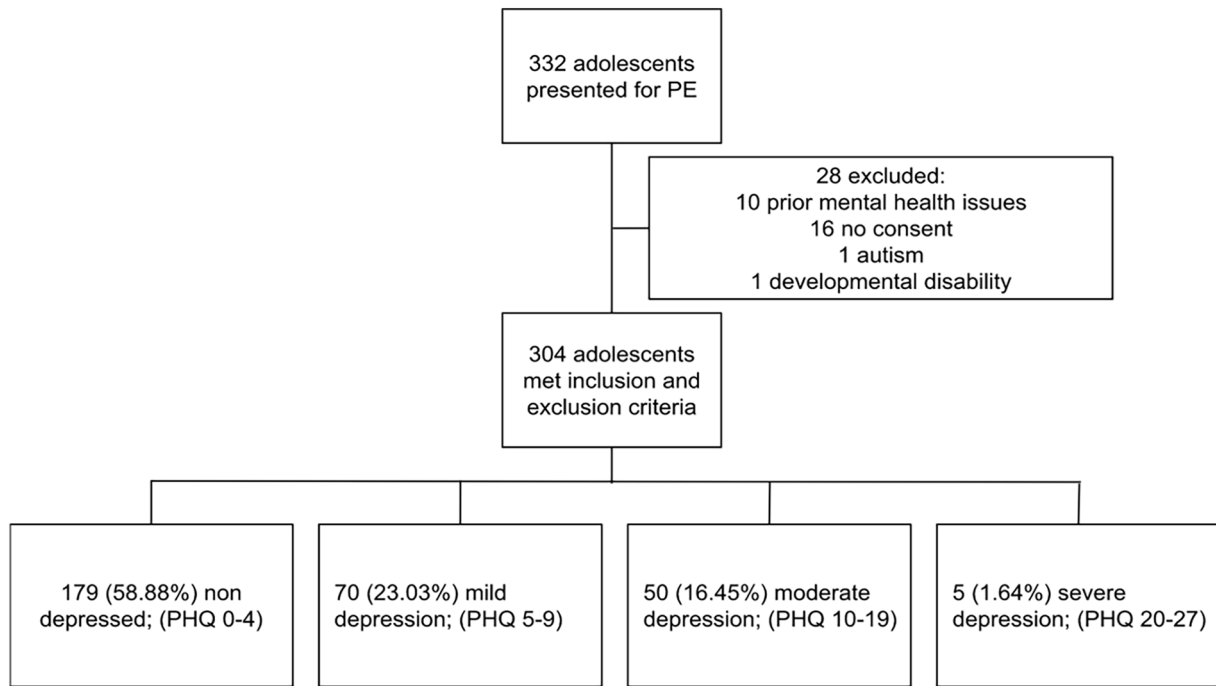 332 adolescents
presented for PE
28 excluded:
10 prior mental health issues
16 no consent
1 autism
1 developmental disability
304 adolescents
met inclusion and
exclusion criteria
179 (58.88%) non
depressed; (PHQ 0-4)
70 (23.03%) mild
depression; (PHQ 5-9)
50 (16.45%) moderate
depression; (PHQ 10-19)
5 (1.64%) severe
depression; (PHQ 20-27)